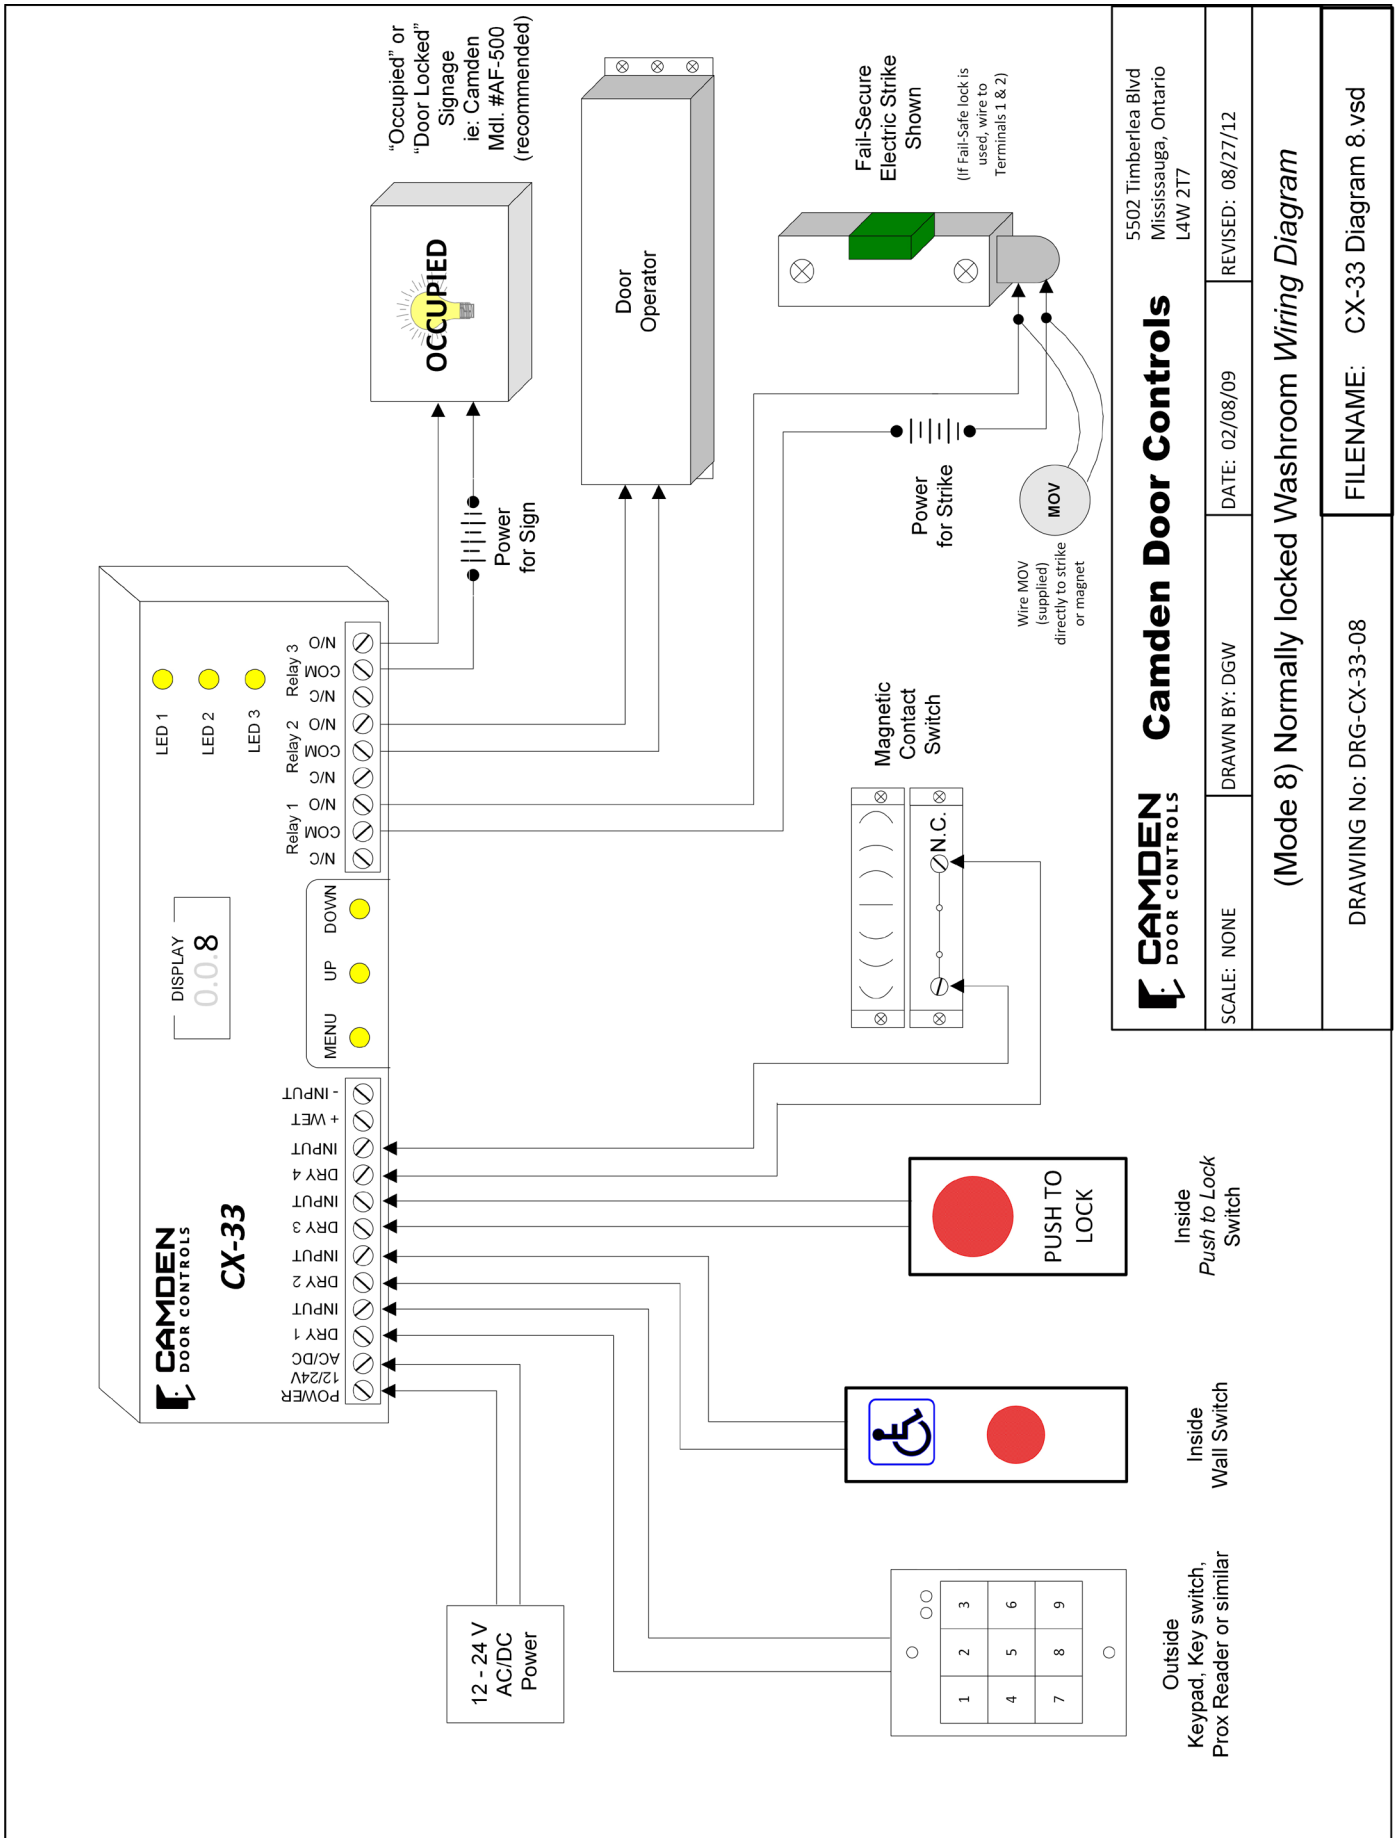 CAMDEN
DOOR CONTROLS
CX-33
DISPLAY
0.0.8
MENU
UP
DOWN
LED 1
LED 2
LED 3
POWER
12/24V
AC/DC
DRY 1
INPUT
DRY 2
INPUT
DRY 3
INPUT
DRY 4
INPUT
+ WET
- INPUT
Relay 1
N/C
COM
N/O
Relay 2
N/C
COM
N/O
Relay 3
N/C
COM
N/O
12 - 24 V
AC/DC
Power
Power
for Sign
OCCUPIED
“Occupied” or
“Door Locked”
Signage
ie: Camden
Mdl. #AF-500
(recommended)
Door
Operator
1 2 3
4 5 6
7 8 9
Outside
Keypad, Key switch,
Prox Reader or similar
Inside
Wall Switch
PUSH TO
LOCK
Inside
Push to Lock
Switch
N.C.
Magnetic
Contact
Switch
Power
for Strike
MOV
Wire MOV
(supplied)
directly to strike
or magnet
Fail-Secure
Electric Strike
Shown
(If Fail-Safe lock is
used, wire to
Terminals 1 & 2)
CAMDEN
DOOR CONTROLS
Camden Door Controls
5502 Timberlea Blvd
Mississauga, Ontario
L4W 2T7
SCALE: NONE
DRAWN BY: DGW
DATE: 02/08/09
REVISED: 08/27/12
(Mode 8) Normally locked Washroom Wiring Diagram
DRAWING No: DRG-CX-33-08
FILENAME: CX-33 Diagram 8.vsd